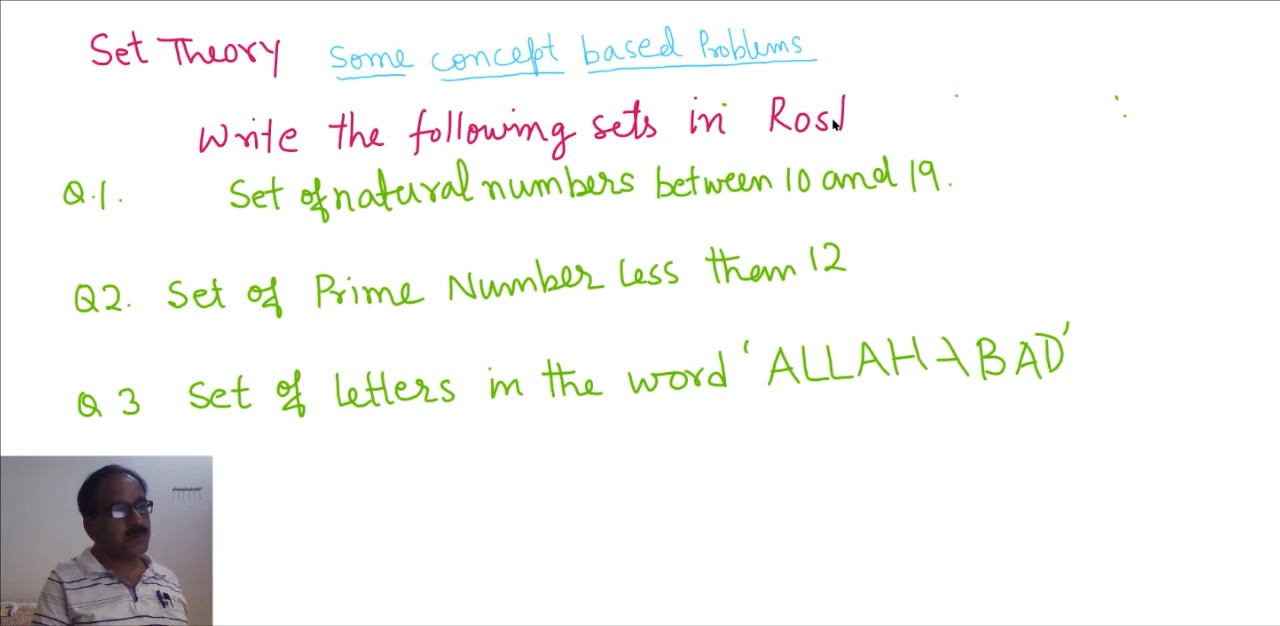 Set Theory Some concept based Problems
Write the following sets in Ros
Q.1. Set of natural numbers between 10 and 19.
Q2. Set of Prime Number Less them 12
Q 3 Set of letters in the word 'ALLAHABAD'